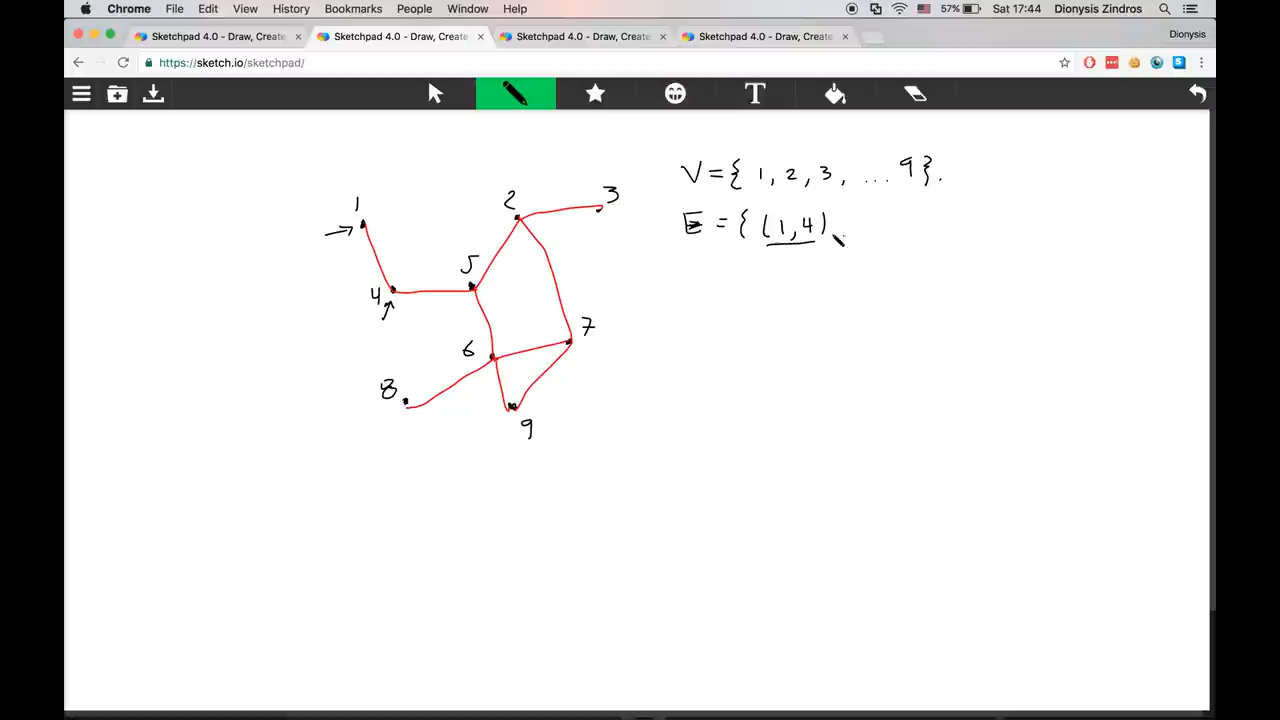 Chrome File Edit View History Bookmarks People Window Help 57% Sat 17:44 Dionysis Zindros
Sketchpad 4.0 - Draw, Create Sketchpad 4.0 - Draw, Create Sketchpad 4.0 - Draw, Create Sketchpad 4.0 - Draw, Create Dionysis
https://sketch.io/sketchpad/
T
V = { 1, 2, 3, ... 9 }.
E = { (1,4)
1
2
3
4
5
6
7
8
9